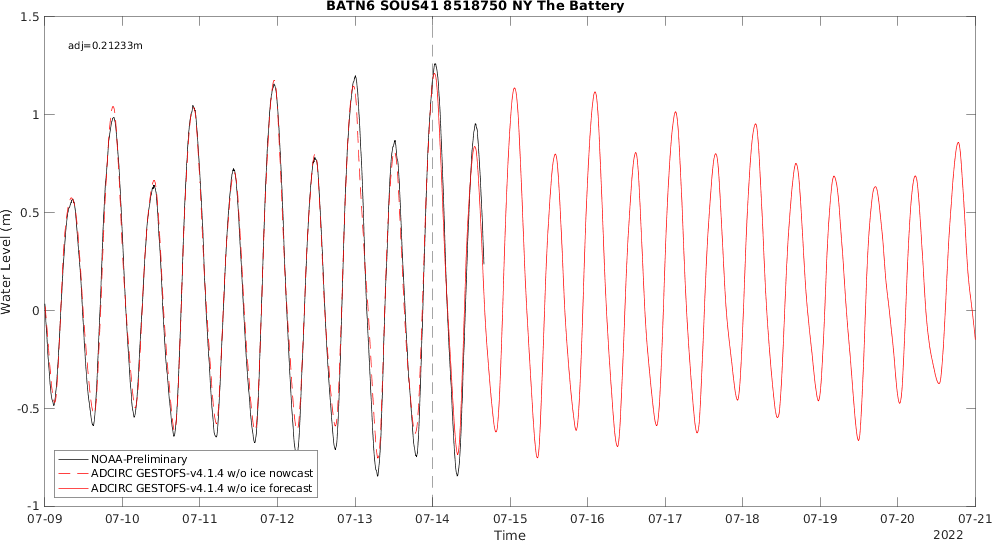 BATN6 SOUS41 8518750 NY The Battery
adj=0.21233m
1.5
1
0.5
0
-0.5
-1
Water Level (m)
NOAA-Preliminary
ADCIRC GESTOFS-v4.1.4 w/o ice nowcast
ADCIRC GESTOFS-v4.1.4 w/o ice forecast
07-09 07-10 07-11 07-12 07-13 07-14 07-15 07-16 07-17 07-18 07-19 07-20 07-21
Time
2022